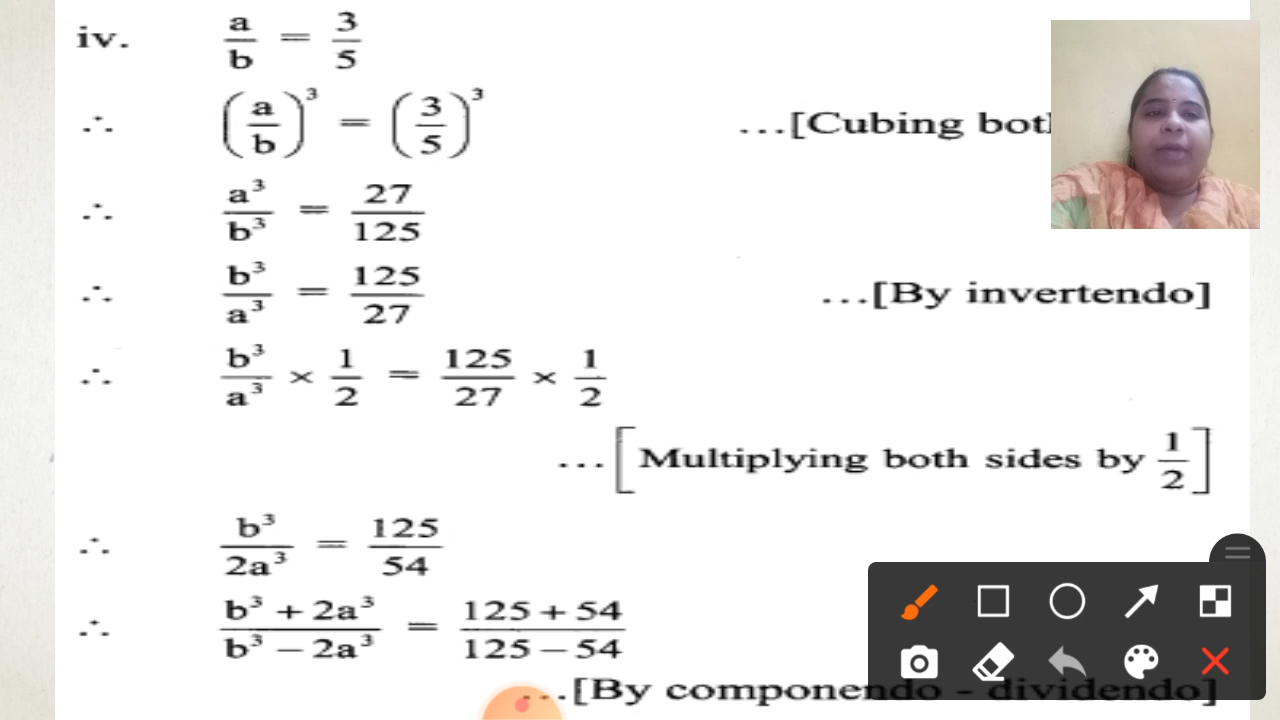 iv. a/b = 3/5
∴ (a/b)³ = (3/5)³ ...[Cubing
∴ a³/b³ = 27/125
∴ b³/a³ = 125/27 ...[By invertendo]
∴ b³/a³ × 1/2 = 125/27 × 1/2
...[Multiplying both sides by 1/2]
∴ b³/2a³ = 125/54
∴ b³ + 2a³/b³ − 2a³ = 125 + 54/125 − 54
...[By componendo - dividendo]